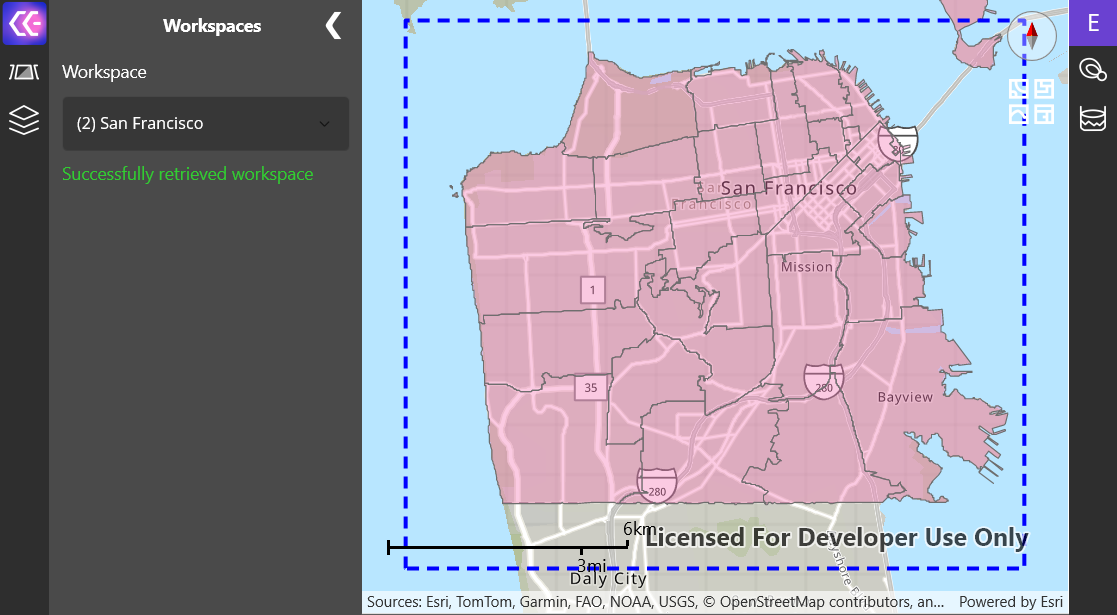 Workspaces
E
Workspace
(2) San Francisco
Successfully retrieved workspace
80
San Francisco
San
Francisco
Mission
1
280
35
Bayview
280
6km
Licensed For Developer Use Only
3mi
Daly City
Sources: Esri, TomTom, Garmin, FAO, NOAA, USGS, © OpenStreetMap contributors, an...
Powered by Esri